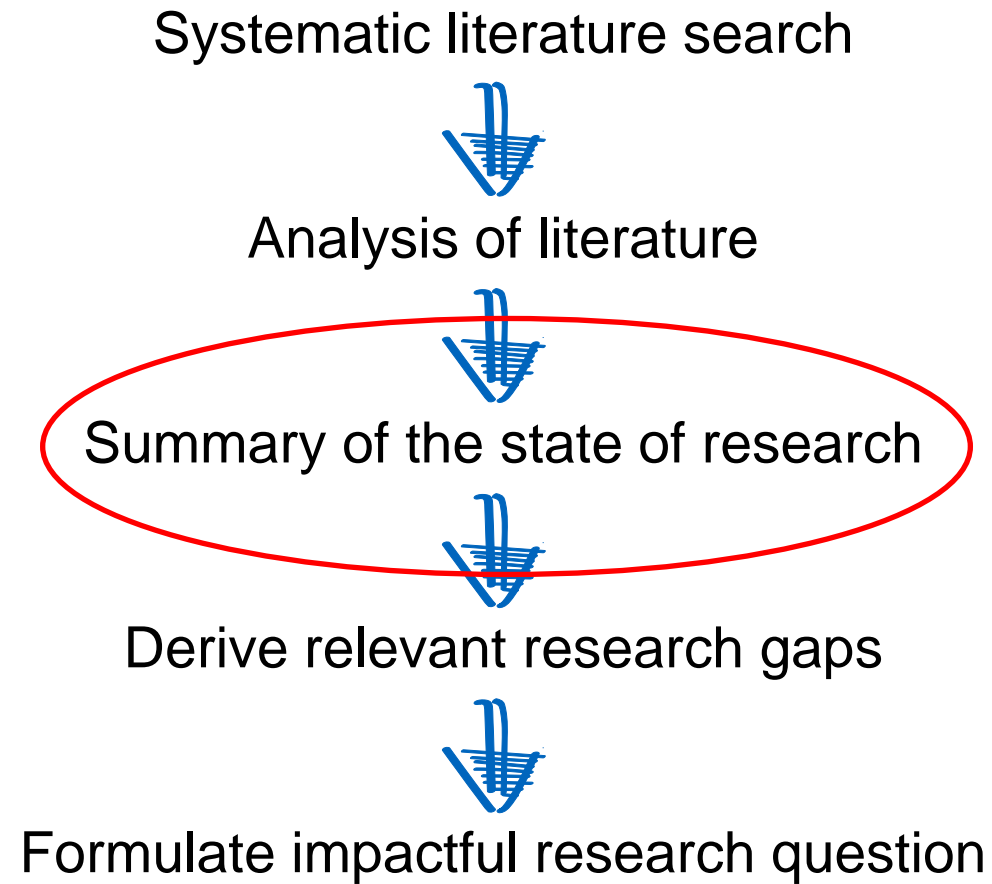 Systematic literature search
Analysis of literature
Summary of the state of research
Derive relevant research gaps
Formulate impactful research question